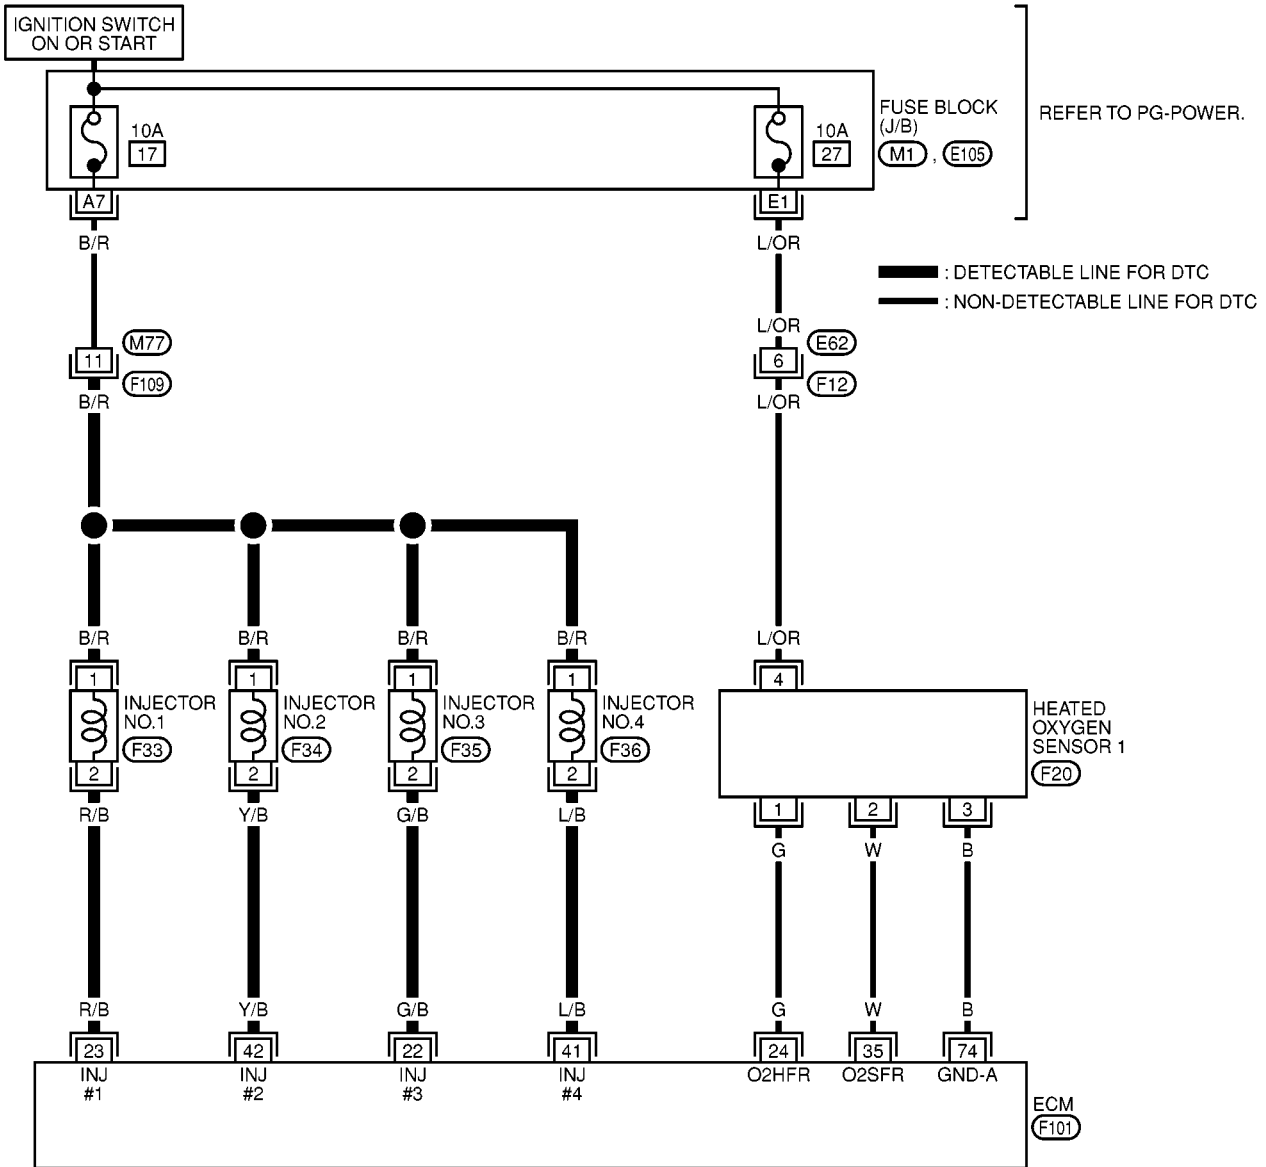 IGNITION SWITCH
ON OR START
10A
17
10A
27
FUSE BLOCK
(J/B)
M1 , E105
REFER TO PG-POWER.
A7
E1
B/R
L/OR
: DETECTABLE LINE FOR DTC
: NON-DETECTABLE LINE FOR DTC
L/OR
11
M77
F109
6
E62
F12
B/R
L/OR
B/R
B/R
B/R
B/R
L/OR
1
1
1
1
4
INJECTOR
NO.1
F33
INJECTOR
NO.2
F34
INJECTOR
NO.3
F35
INJECTOR
NO.4
F36
HEATED
OXYGEN
SENSOR 1
F20
2
2
2
2
1
2
3
R/B
Y/B
G/B
L/B
G
W
B
R/B
Y/B
G/B
L/B
G
W
B
23
42
22
41
24
35
74
INJ
#1
INJ
#2
INJ
#3
INJ
#4
O2HFR
O2SFR
GND-A
ECM
F101